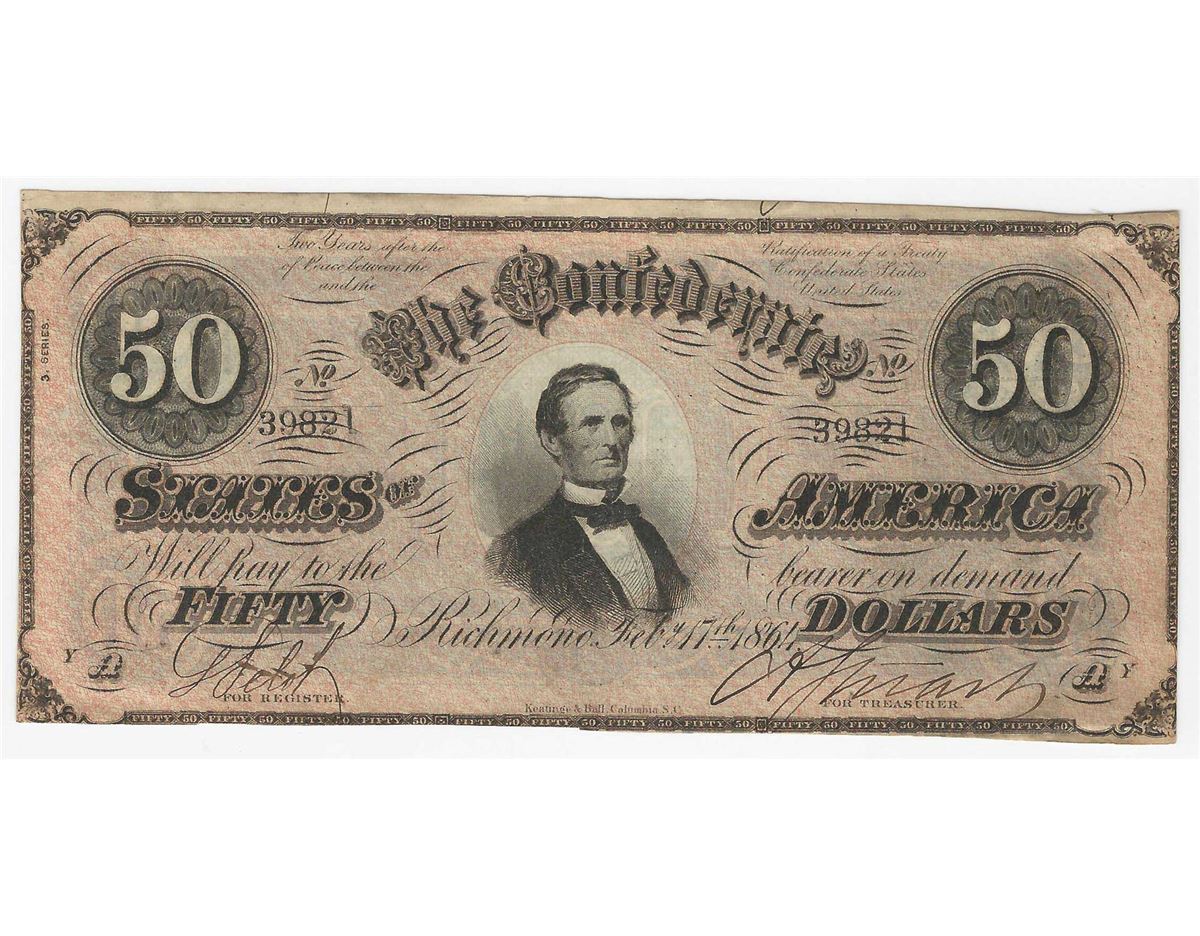 FIFTY 50 FIFTY 50 FIFTY 50 FIFTY 50 FIFTY 50 FIFTY 50 FIFTY 50 FIFTY 50 FIFTY 50 FIFTY 50 FIFTY 50 FIFTY 50
Two Years after the Ratification of a Treaty
of Peace between the Confederate States
and the United States
The Confederate
50 50
3. SERIES.
No No
39821 39821
STATES OF AMERICA
Will pay to the bearer on demand
FIFTY DOLLARS
Richmond, Feby. 17th. 1864
Y A A Y
FOR REGISTER. FOR TREASURER.
Keatinge & Ball, Columbia S.C.